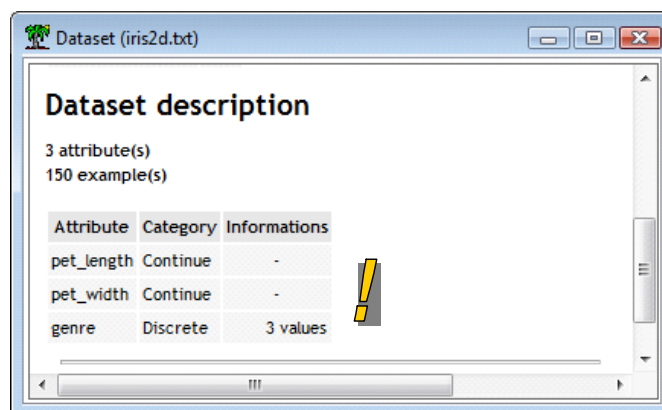 Dataset (iris2d.txt)
Dataset description
3 attribute(s)
150 example(s)
Attribute Category Informations
pet_length Continue -
pet_width Continue -
genre Discrete 3 values
!